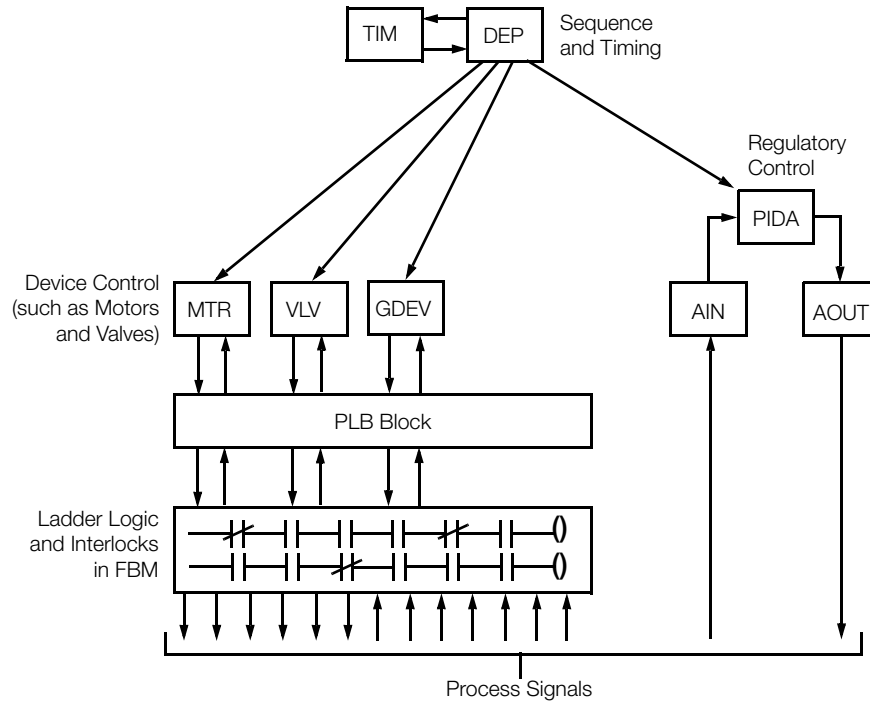 TIM
DEP
Sequence
and Timing
Regulatory
Control
PIDA
Device Control
(such as Motors
and Valves)
MTR
VLV
GDEV
AIN
AOUT
PLB Block
Ladder Logic
and Interlocks
in FBM
Process Signals